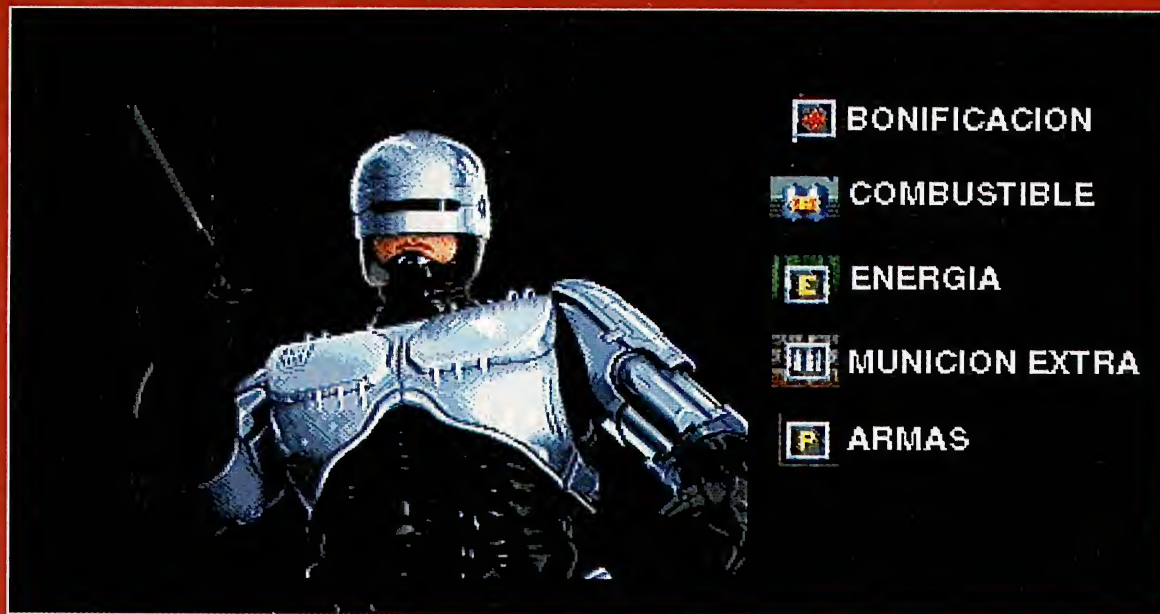 BONIFICACION
COMBUSTIBLE
E ENERGIA
MUNICION EXTRA
P ARMAS